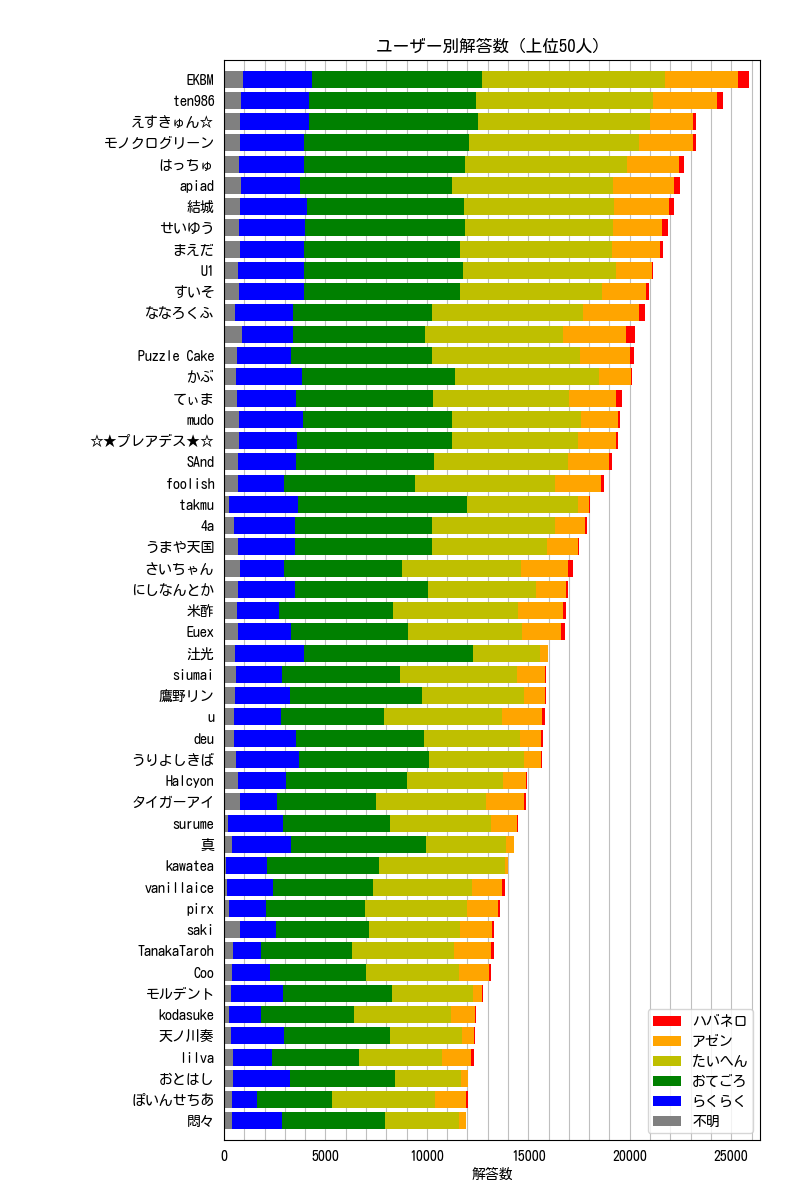 ユーザー別解答数 (上位50人)
EKBM
ten986
えすきゅん☆
モノクログリーン
はっちゅ
apiad
結城
せいゆう
まえだ
U1
すいそ
ななろくふ
Puzzle Cake
かぶ
てぃま
mudo
☆★プレアデス★☆
SAnd
foolish
takmu
4a
うまや天国
さいちゃん
にしなんとか
米酢
Euex
汢光
siumai
鷹野リン
u
deu
うりよしきば
Halcyon
タイガーアイ
surume
真
kawatea
vanillaice
pirx
saki
TanakaTaroh
Coo
モルデント
kodasuke
天ノ川奏
lilva
おとはし
ぽいんせちあ
悶々
ハバネロ
アゼン
たいへん
おてごろ
らくらく
不明
0 5000 10000 15000 20000 25000
解答数